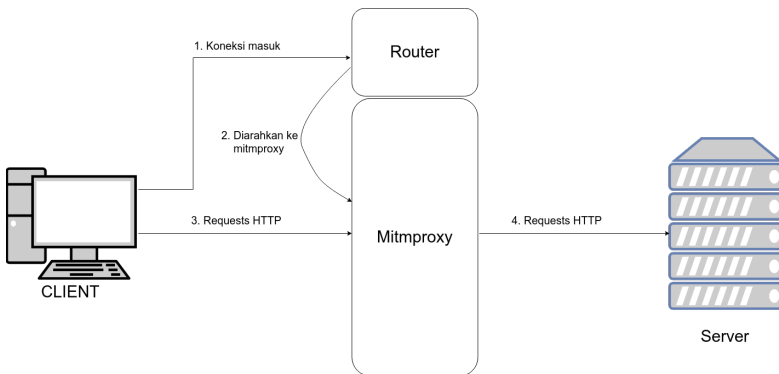 1. Koneksi masuk
Router
2. Diarahkan ke
mitmproxy
3. Requests HTTP
Mitmproxy
4. Requests HTTP
CLIENT
Server